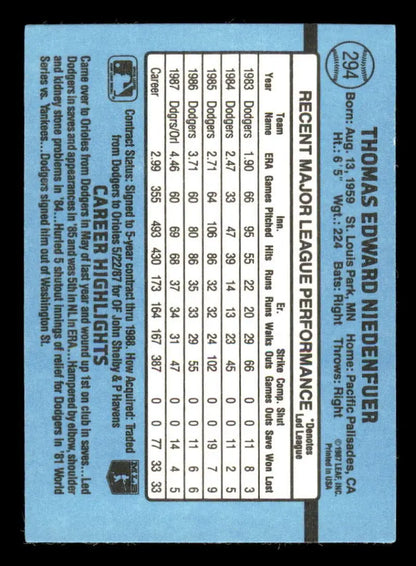 294
THOMAS EDWARD NIEDENFUER
Born: Aug. 13, 1959 St. Louis Park, MN Home: Pacific Palisades, CA
Ht.: 6'5" Wgt.: 224 Bats: Right Throws: Right
©1987 LEAF, INC.
Printed in USA
RECENT MAJOR LEAGUE PERFORMANCE *Denotes Led League
Team Inn. Er. Strike Comp. Shut
Year Name ERA Games Pitched Hits Runs Runs Walks Outs Games Outs Save Won Lost
1983 Dodgers 1.90 66 95 55 22 20 29 66 0 11 8 3
1984 Dodgers 2.47 33 47 39 14 13 23 45 0 11 2 5
1985 Dodgers 2.71 64 106 86 32 32 24 102 0 19 7 9
1986 Dodgers 3.71 60 80 86 35 33 29 55 0 11 6 6
1987 Ddgrs/Orl 4.46 60 69 68 37 34 31 47 0 14 4 5
Career 2.99 355 493 430 173 164 167 387 0 77 33 33
Contract Status: Signed to 5-year contract thru 1988. How Acquired: Traded
from Dodgers to Orioles 5/22/87 for OF John Shelby & P Havens
MLB
CAREER HIGHLIGHTS
Came over to Orioles from Dodgers in May of last year and wound up 1st on club in saves...Led
Dodgers in saves and appearances in '85 and was 5th in NL in ERA...Hampered by elbow, shoulder
and kidney stone problems in '84...Hurled 5 shutout innings of relief for Dodgers in '81 World
Series vs. Yankees...Dodgers signed him out of Washington St.